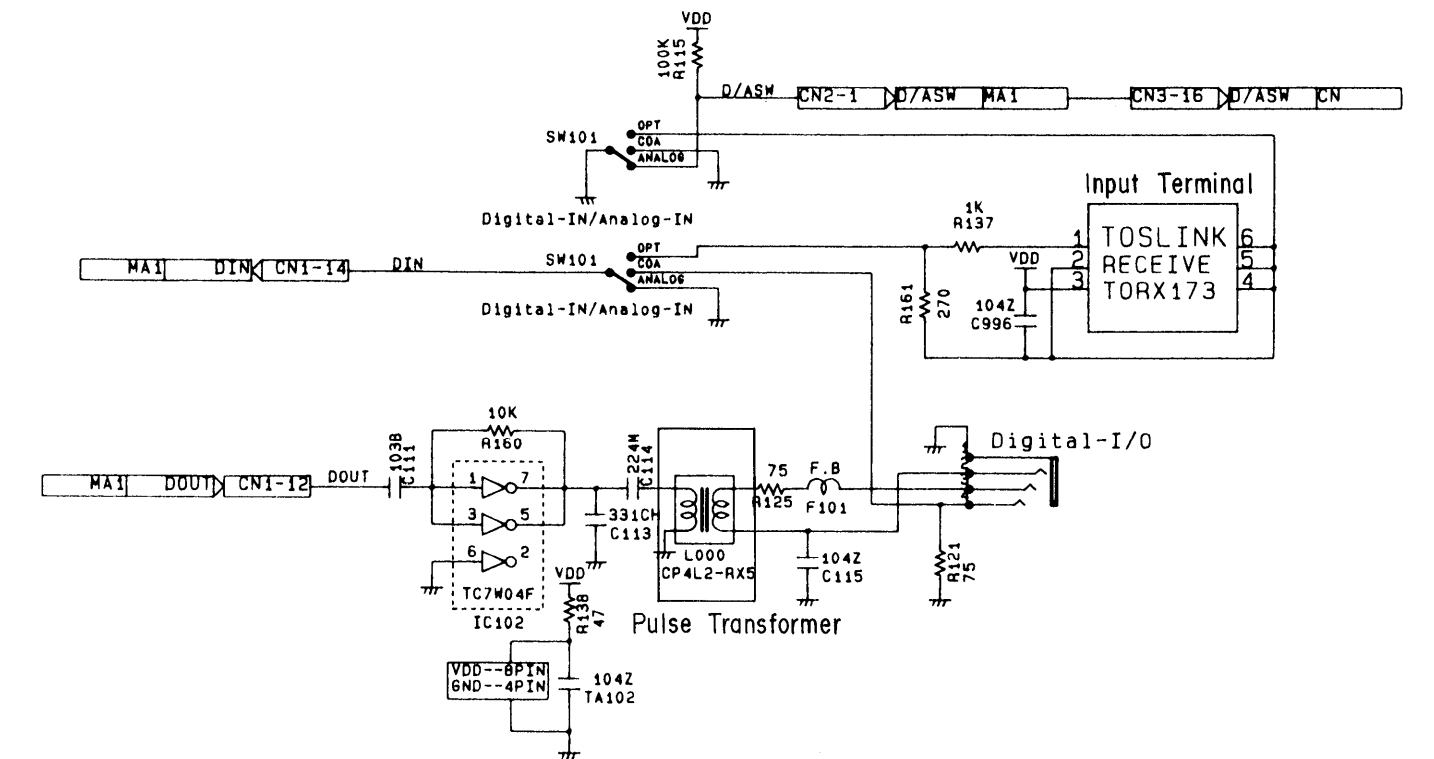 VDD
100K
R115
D/ASW
CN2-1
D/ASW
MA1
CN3-16
D/ASW
CN
SW101
OPT
COA
ANALOG
Digital-IN/Analog-IN
Input Terminal
1K
R137
1
2
3
TOSLINK
RECEIVE
TORX173
6
5
4
VDD
104Z
C996
R161
270
MA1
DIN
CN1-14
DIN
SW101
OPT
COA
ANALOG
Digital-IN/Analog-IN
10K
R160
MA1
DOUT
CN1-12
DOUT
103B
C111
1
7
3
5
6
2
TC7W04F
IC102
331CH
C113
224M
C114
L000
CP4L2-RX5
Pulse Transformer
75
R125
F.B
F101
104Z
C115
Digital-I/O
R121
75
VDD
R138
47
VDD--8PIN
GND--4PIN
104Z
TA102